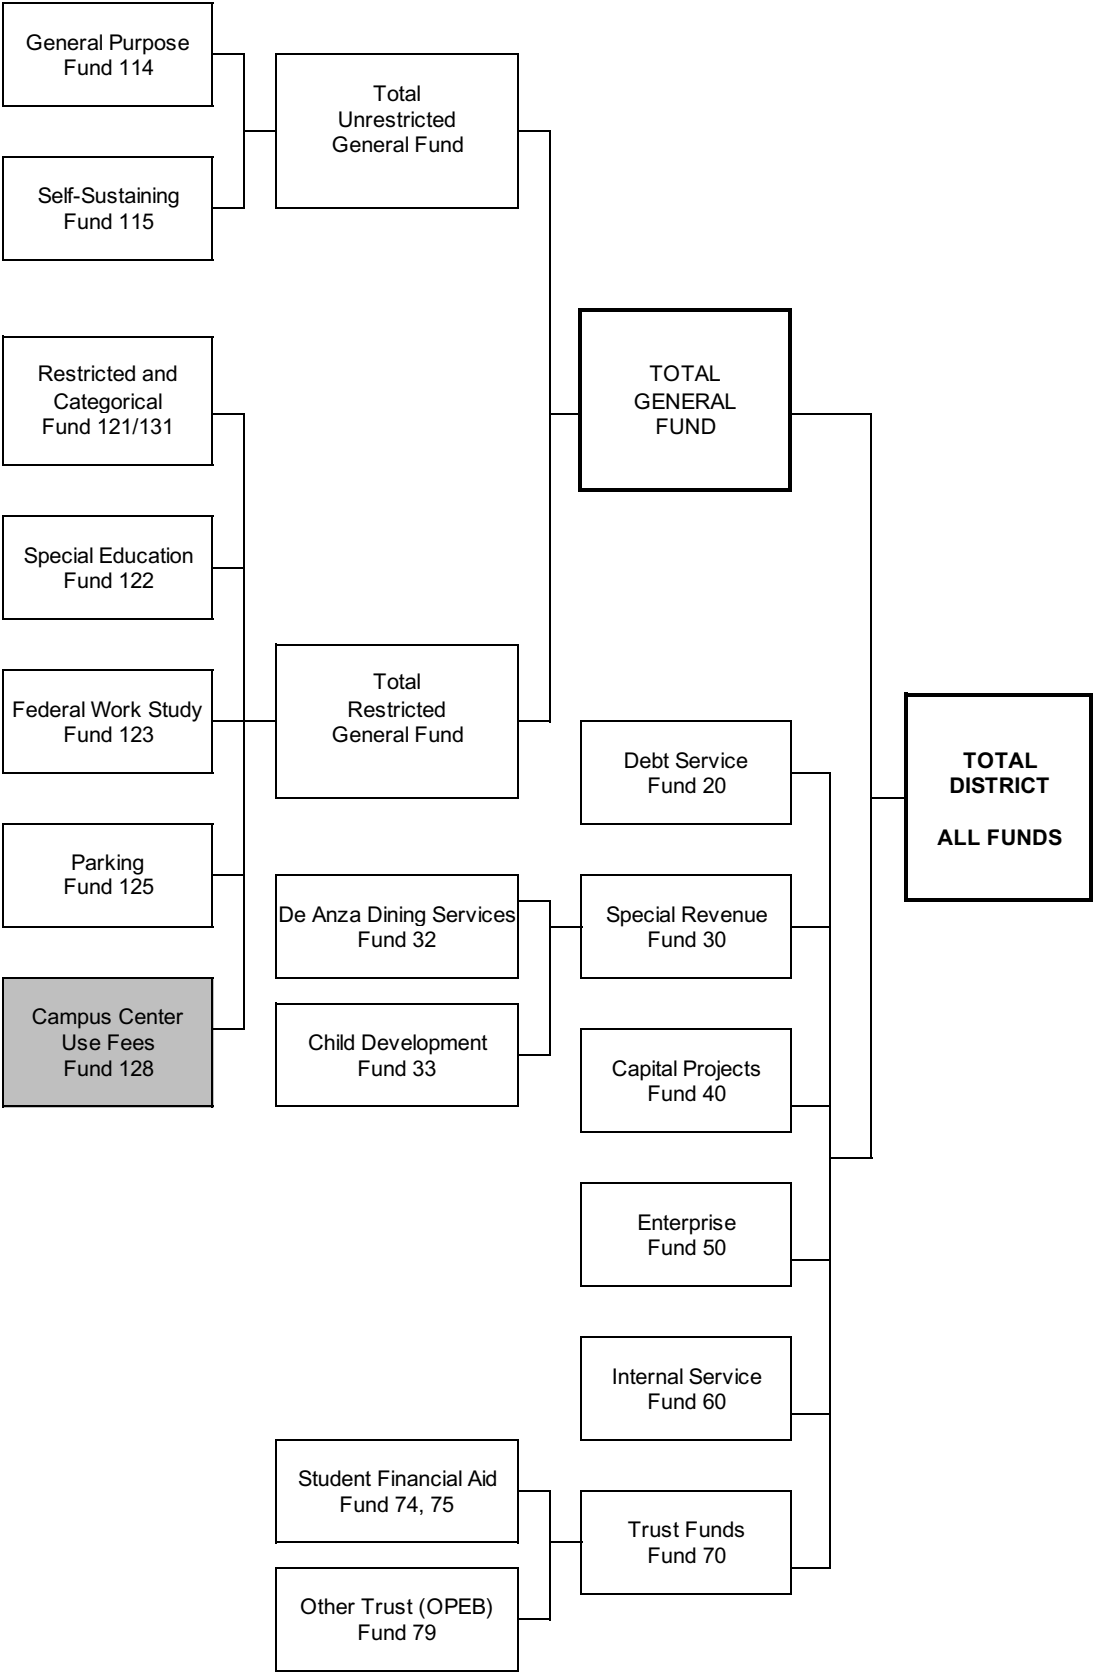 General Purpose
Fund 114
Total
Unrestricted
General Fund
Self-Sustaining
Fund 115
Restricted and
Categorical
Fund 121/131
TOTAL
GENERAL
FUND
Special Education
Fund 122
Federal Work Study
Fund 123
Total
Restricted
General Fund
Debt Service
Fund 20
TOTAL
DISTRICT
ALL FUNDS
Parking
Fund 125
De Anza Dining Services
Fund 32
Special Revenue
Fund 30
Campus Center
Use Fees
Fund 128
Child Development
Fund 33
Capital Projects
Fund 40
Enterprise
Fund 50
Internal Service
Fund 60
Student Financial Aid
Fund 74, 75
Trust Funds
Fund 70
Other Trust (OPEB)
Fund 79